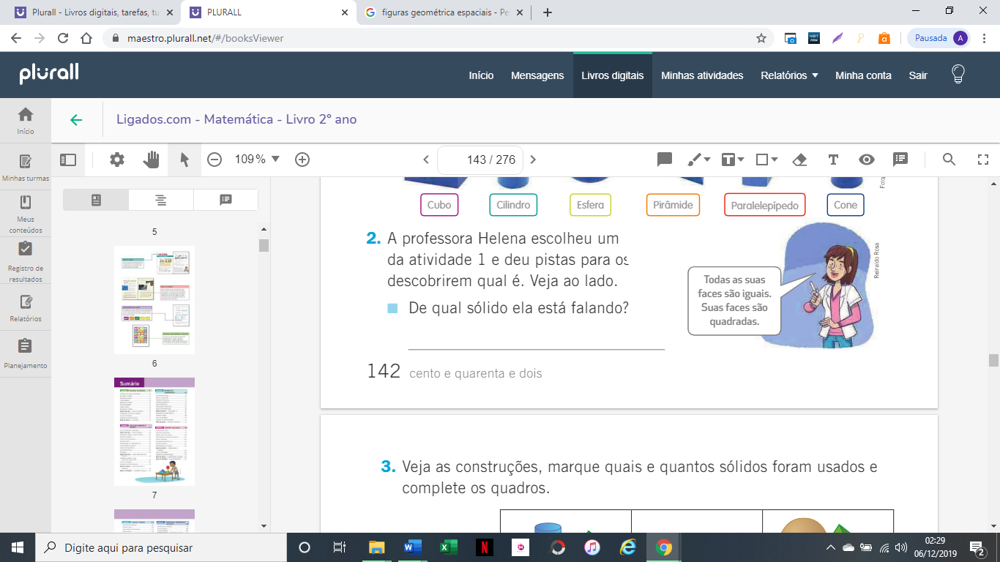 Plurall - Livros digitais, tarefas, tu
PLURALL
figuras geométrica espaciais - Pe
maestro.plurall.net/#/booksViewer
Pausada A
plurall
Início Mensagens Livros digitais Minhas atividades Relatórios Minha conta Sair
Início
Minhas turmas
Meus
conteúdos
Registro de
resultados
Relatórios
Planejamento
Ligados.com - Matemática - Livro 2º ano
109%
143 / 276
5
6
Sumário
7
Cubo Cilindro Esfera Pirâmide Paralelepípedo Cone
2. A professora Helena escolheu um
da atividade 1 e deu pistas para os
descobrirem qual é. Veja ao lado.
De qual sólido ela está falando?
Todas as suas
faces são iguais.
Suas faces são
quadradas.
Reinaldo Rosa
142 cento e quarenta e dois
3. Veja as construções, marque quais e quantos sólidos foram usados e
complete os quadros.
Digite aqui para pesquisar
02:29
06/12/2019
2